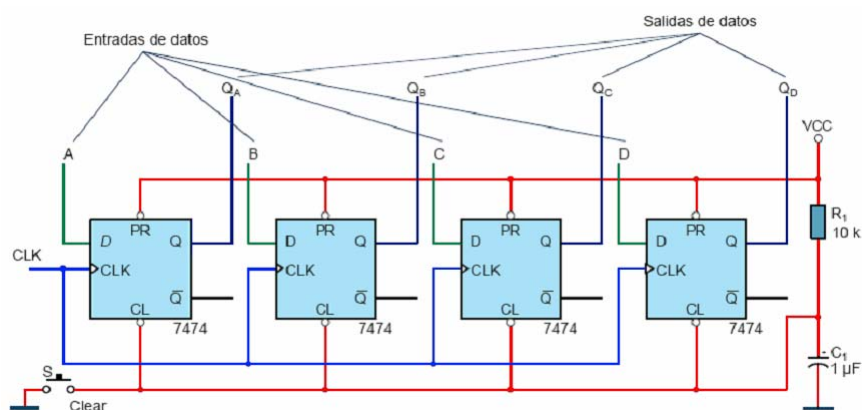 Entradas de datos
Salidas de datos
QA
QB
QC
QD
VCC
A
B
C
D
R1
10 k
PR
D
Q
CLK
Q̅
CL
7474
PR
D
Q
CLK
Q̅
CL
7474
PR
D
Q
CLK
Q̅
CL
7474
PR
D
Q
CLK
Q̅
CL
7474
CLK
C1
1 µF
S
Clear